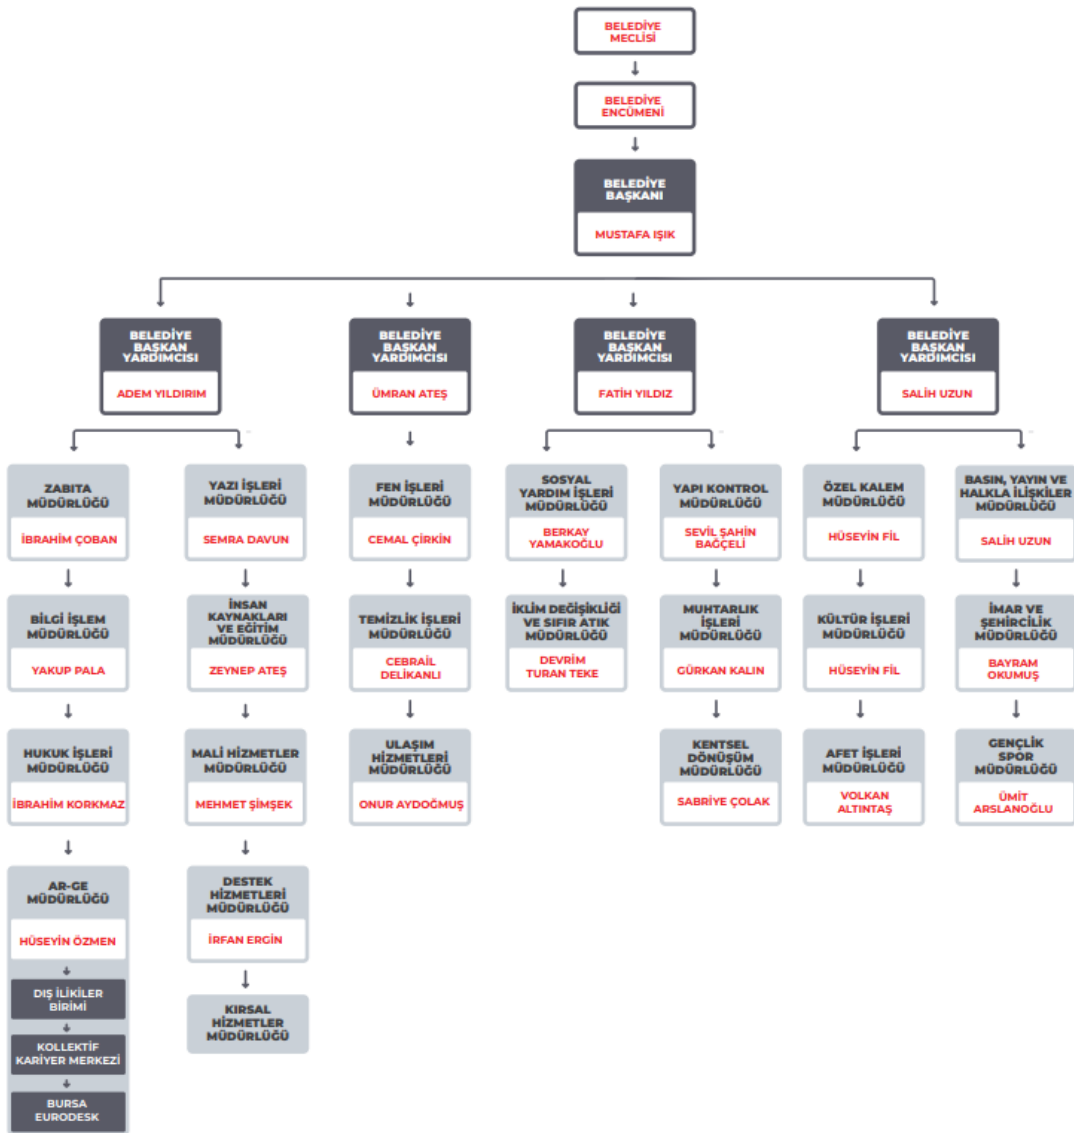 BELEDİYE
MECLİSİ
BELEDİYE
ENCÜMENİ
BELEDİYE
BAŞKANI
MUSTAFA IŞIK
BELEDİYE
BAŞKAN
YARDIMCISI
ADEM YILDIRIM
BELEDİYE
BAŞKAN
YARDIMCISI
ÜMRAN ATEŞ
BELEDİYE
BAŞKAN
YARDIMCISI
FATİH YILDIZ
BELEDİYE
BAŞKAN
YARDIMCISI
SALİH UZUN
ZABITA
MÜDÜRLÜĞÜ
İBRAHİM ÇOBAN
YAZI İŞLERİ
MÜDÜRLÜĞÜ
SEMRA DAVUN
FEN İŞLERİ
MÜDÜRLÜĞÜ
CEMAL ÇİRKİN
SOSYAL
YARDIM İŞLERİ
MÜDÜRLÜĞÜ
BERKAY
YAMAKOĞLU
YAPI KONTROL
MÜDÜRLÜĞÜ
SEVİL ŞAHİN
BAĞÇELİ
ÖZEL KALEM
MÜDÜRLÜĞÜ
HÜSEYİN FİL
BASIN, YAYIN VE
HALKLA İLİŞKİLER
MÜDÜRLÜĞÜ
SALİH UZUN
BİLGİ İŞLEM
MÜDÜRLÜĞÜ
YAKUP PALA
İNSAN
KAYNAKLARI
VE EĞİTİM
MÜDÜRLÜĞÜ
ZEYNEP ATEŞ
TEMİZLİK İŞLERİ
MÜDÜRLÜĞÜ
CEBRAİL
DELİKANLI
İKLİM DEĞİŞİKLİĞİ
VE SIFIR ATIK
MÜDÜRLÜĞÜ
DEVRİM
TURAN TEKE
MUHTARLIK
İŞLERİ
MÜDÜRLÜĞÜ
GÜRKAN KALIN
KÜLTÜR İŞLERİ
MÜDÜRLÜĞÜ
HÜSEYİN FİL
İMAR VE
ŞEHİRCİLİK
MÜDÜRLÜĞÜ
BAYRAM
OKUMUŞ
HUKUK İŞLERİ
MÜDÜRLÜĞÜ
İBRAHİM KORKMAZ
MALİ HİZMETLER
MÜDÜRLÜĞÜ
MEHMET ŞİMŞEK
ULAŞIM
HİZMETLERİ
MÜDÜRLÜĞÜ
ONUR AYDOĞMUŞ
KENTSEL
DÖNÜŞÜM
MÜDÜRLÜĞÜ
SABRİYE ÇOLAK
AFET İŞLERİ
MÜDÜRLÜĞÜ
VOLKAN
ALTINTAŞ
GENÇLİK
SPOR
MÜDÜRLÜĞÜ
ÜMİT
ARSLANOĞLU
AR-GE
MÜDÜRLÜĞÜ
HÜSEYİN ÖZMEN
DIŞ İLİKİLER
BİRİMİ
KOLLEKTİF
KARİYER MERKEZİ
BURSA
EURODESK
DESTEK
HİZMETLERİ
MÜDÜRLÜĞÜ
İRFAN ERGİN
KIRSAL
HİZMETLER
MÜDÜRLÜĞÜ